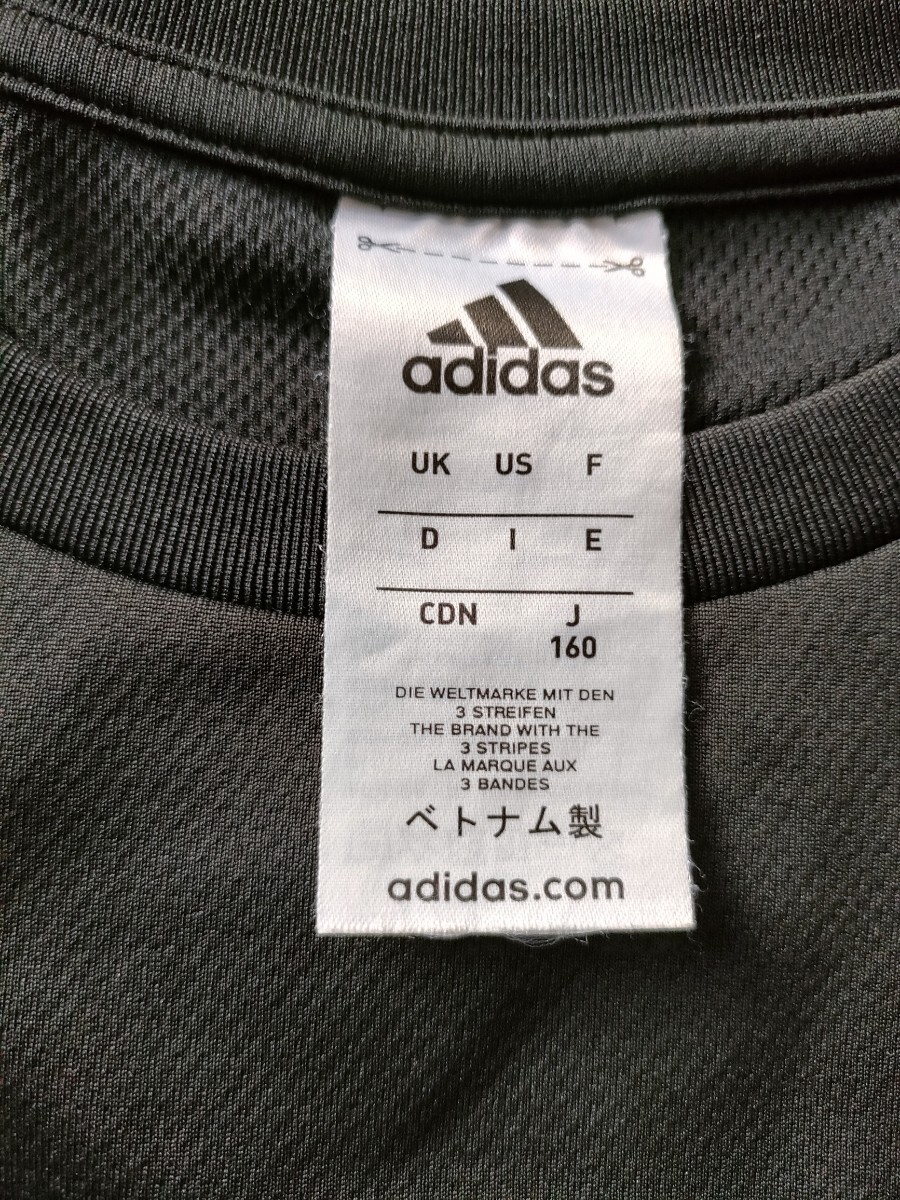 adidas
UK US F
D I E
CDN J
160
DIE WELTMARKE MIT DEN
3 STREIFEN
THE BRAND WITH THE
3 STRIPES
LA MARQUE AUX
3 BANDES
ベトナム製
adidas.com